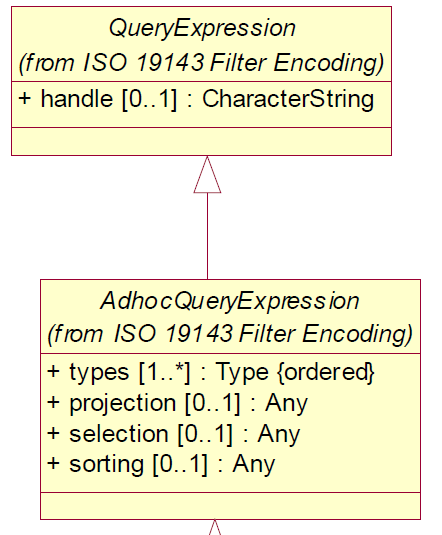 QueryExpression
(from ISO 19143 Filter Encoding)
+ handle [0..1] : CharacterString
AdhocQueryExpression
(from ISO 19143 Filter Encoding)
+ types [1..*] : Type {ordered}
+ projection [0..1] : Any
+ selection [0..1] : Any
+ sorting [0..1] : Any